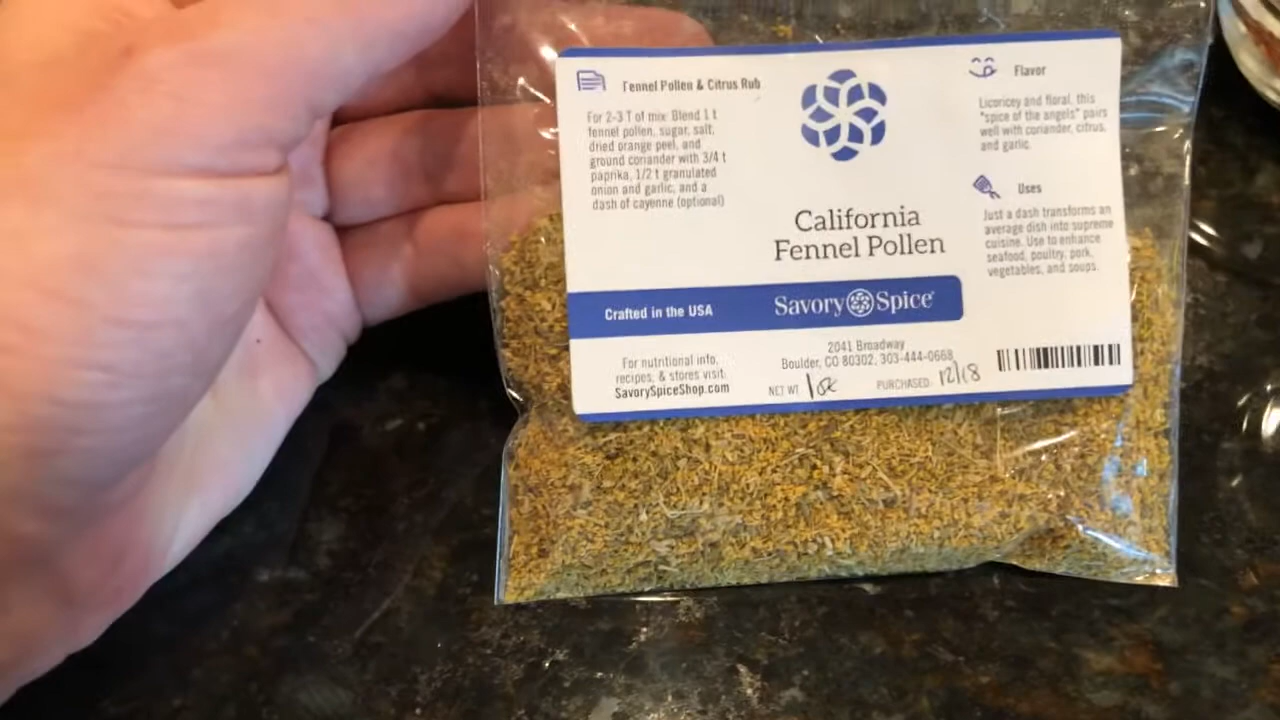 Fennel Pollen & Citrus Rub
For 2-3 T of mix: Blend 1 t
fennel pollen, sugar, salt,
dried orange peel, and
ground coriander with 3/4 t
paprika, 1/2 t granulated
onion and garlic, and a
dash of cayenne (optional)
California
Fennel Pollen
Flavor
Licoricey and floral, this
"spice of the angels" pairs
well with coriander, citrus,
and garlic.
Uses
Just a dash transforms an
average dish into supreme
cuisine. Use to enhance
seafood, poultry, pork,
vegetables, and soups.
Crafted in the USA
Savory Spice
For nutritional info,
recipes, & stores visit:
SavorySpiceShop.com
2041 Broadway
Boulder, CO 80302, 303-444-0668
NET WT. 1oz PURCHASED: 12/18